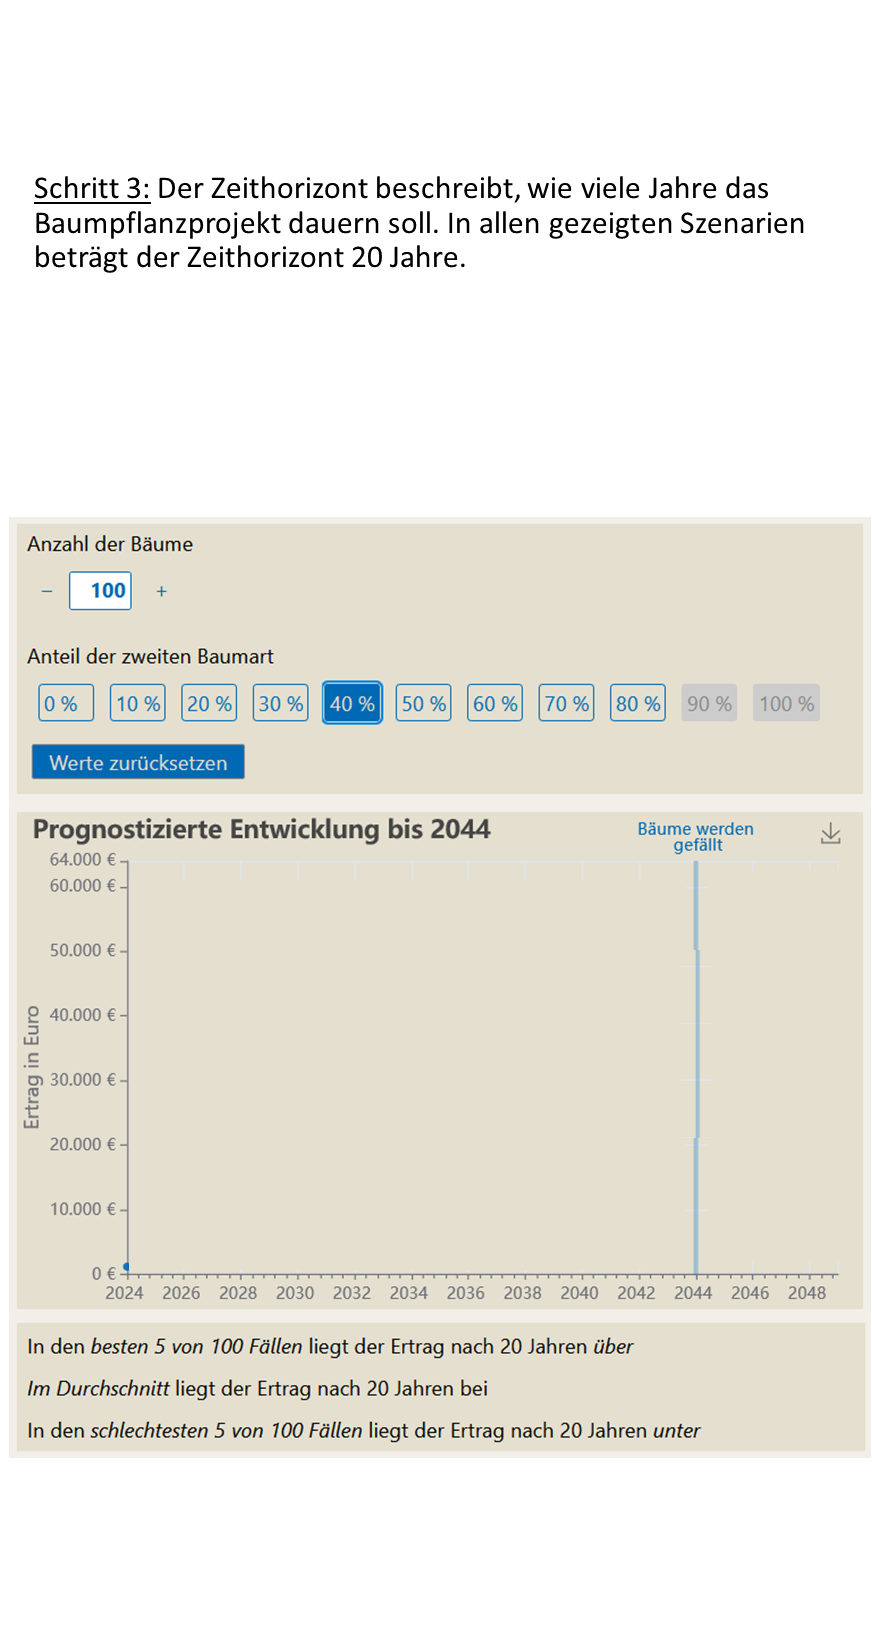 Schritt 3: Der Zeithorizont beschreibt, wie viele Jahre das
Baumpflanzprojekt dauern soll. In allen gezeigten Szenarien
beträgt der Zeithorizont 20 Jahre.
Anzahl der Bäume
− 100 +
Anteil der zweiten Baumart
0 % 10 % 20 % 30 % 40 % 50 % 60 % 70 % 80 % 90 % 100 %
Werte zurücksetzen
Prognostizierte Entwicklung bis 2044
Bäume werden
gefällt
64.000 €
60.000 €
50.000 €
40.000 €
30.000 €
20.000 €
10.000 €
0 €
Ertrag in Euro
2024 2026 2028 2030 2032 2034 2036 2038 2040 2042 2044 2046 2048
In den besten 5 von 100 Fällen liegt der Ertrag nach 20 Jahren über
Im Durchschnitt liegt der Ertrag nach 20 Jahren bei
In den schlechtesten 5 von 100 Fällen liegt der Ertrag nach 20 Jahren unter